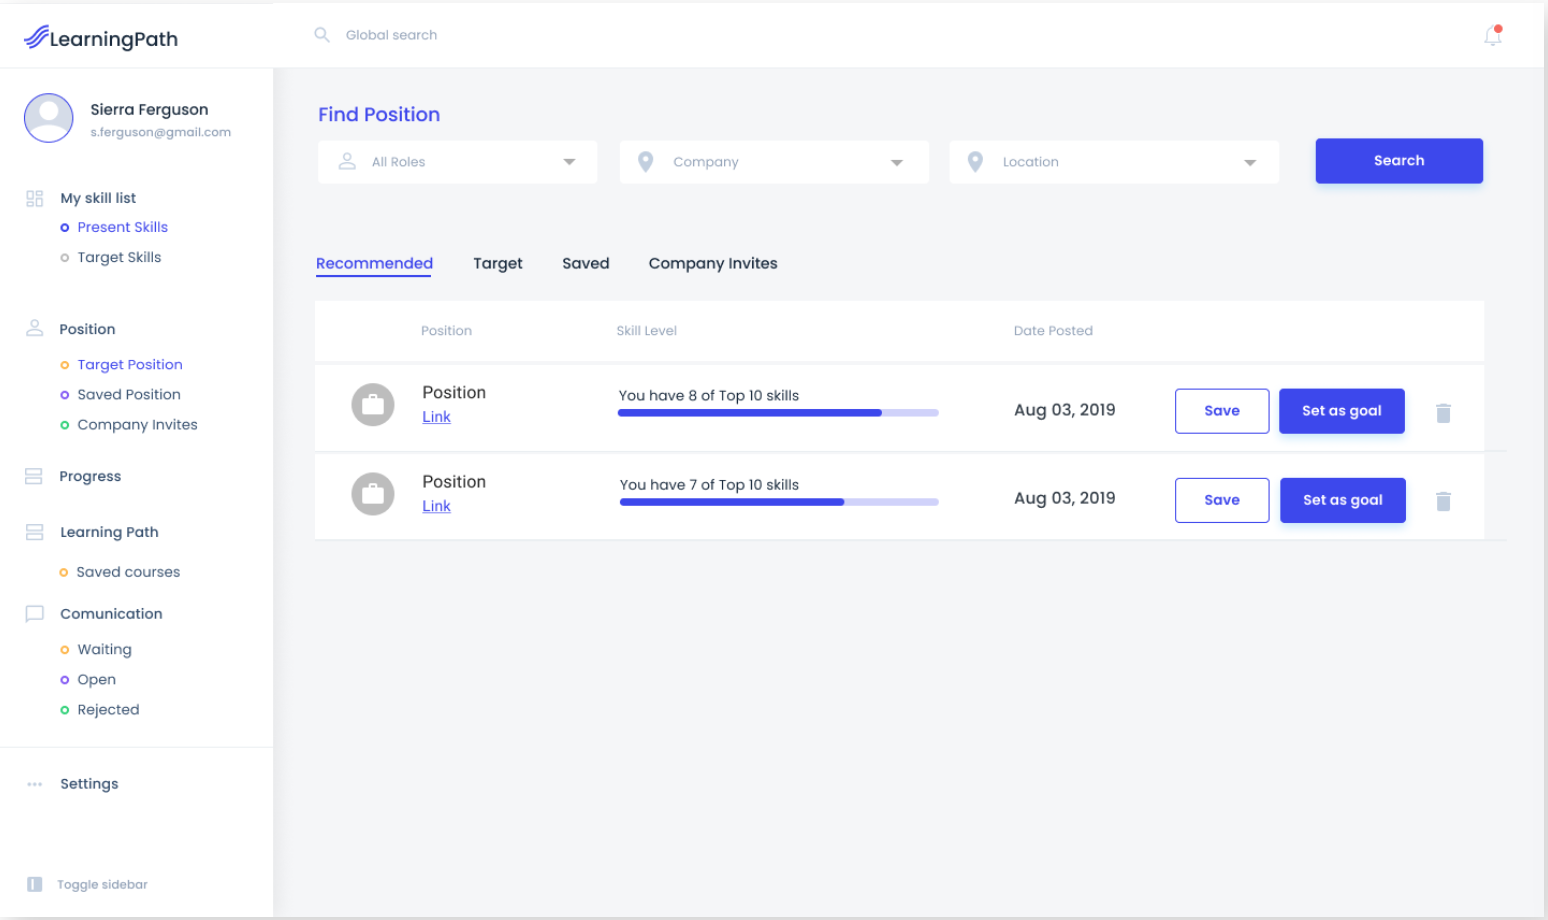 LearningPath
Global search
Sierra Ferguson
s.ferguson@gmail.com
My skill list
Present Skills
Target Skills
Position
Target Position
Saved Position
Company Invites
Progress
Learning Path
Saved courses
Comunication
Waiting
Open
Rejected
Settings
Toggle sidebar
Find Position
All Roles
Company
Location
Search
Recommended
Target
Saved
Company Invites
Position
Skill Level
Date Posted
Position
Link
You have 8 of Top 10 skills
Aug 03, 2019
Save
Set as goal
Position
Link
You have 7 of Top 10 skills
Aug 03, 2019
Save
Set as goal